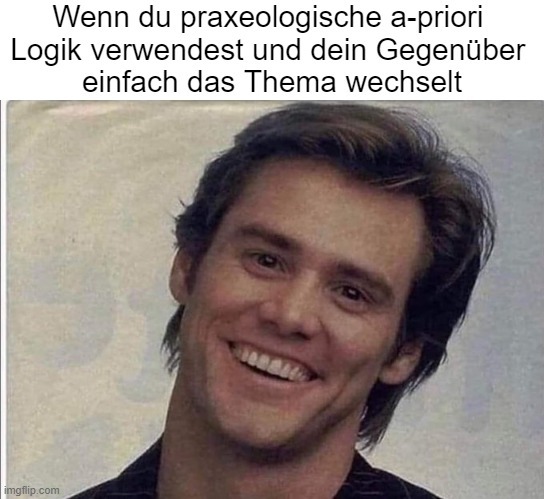 Wenn du praxeologische a-priori
Logik verwendest und dein Gegenüber
einfach das Thema wechselt
imgflip.com